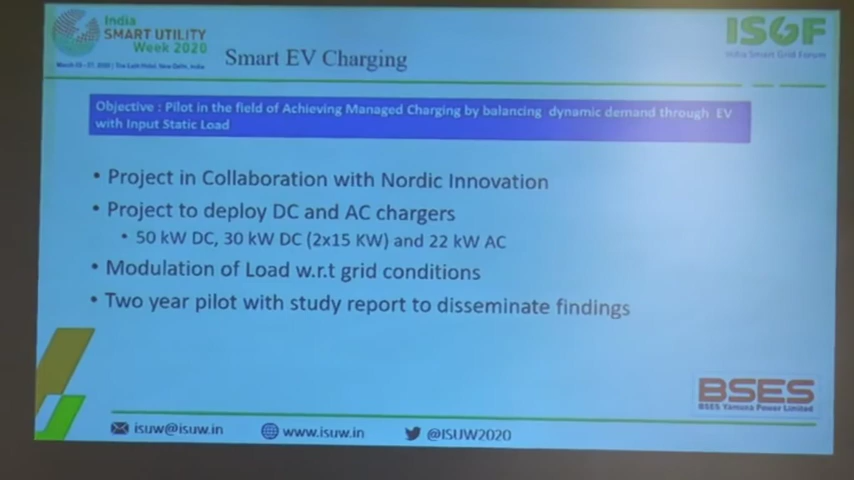 India
SMART UTILITY
Week 2020
Smart EV Charging
ISGF
India Smart Grid Forum
Objective : Pilot in the field of Achieving Managed Charging by balancing dynamic demand through EV
with Input Static Load
• Project in Collaboration with Nordic Innovation
• Project to deploy DC and AC chargers
• 50 kW DC, 30 kW DC (2x15 KW) and 22 kW AC
• Modulation of Load w.r.t grid conditions
• Two year pilot with study report to disseminate findings
BSES
BSES Yamuna Power Limited
isuw@isuw.in
www.isuw.in
@ISUW2020